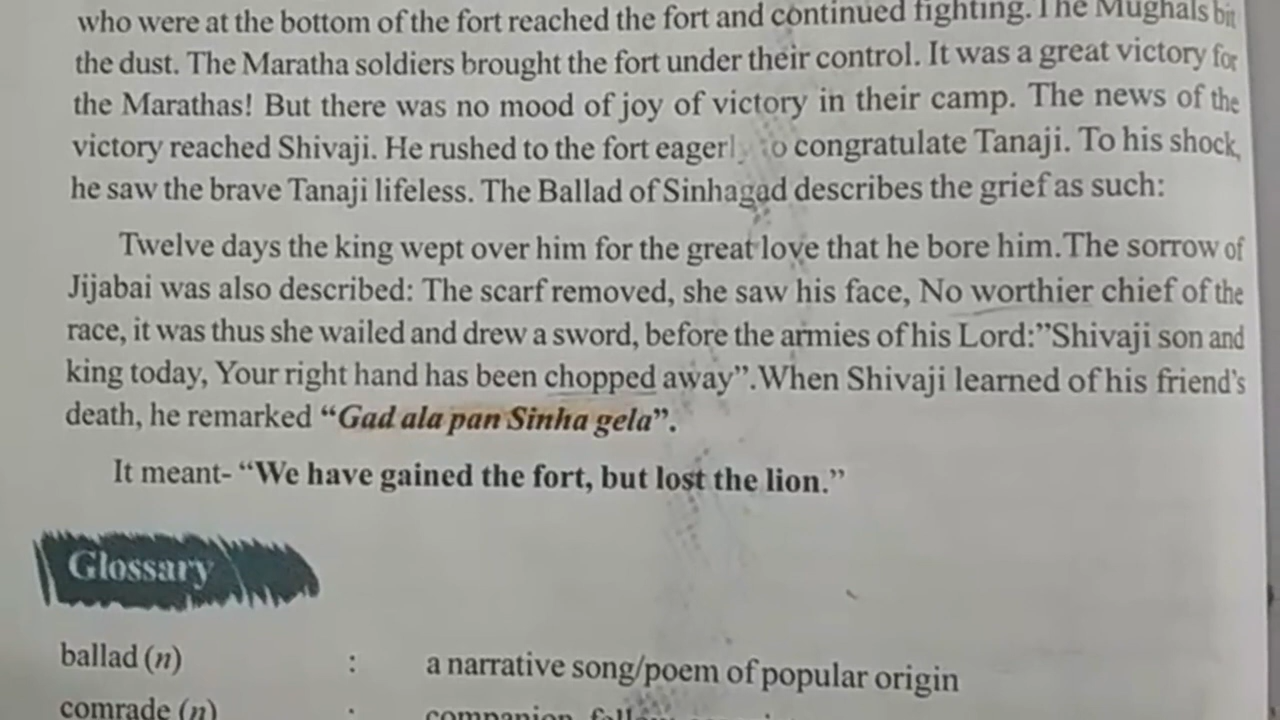 who were at the bottom of the fort reached the fort and continued fighting. The Mughals bit
the dust. The Maratha soldiers brought the fort under their control. It was a great victory for
the Marathas! But there was no mood of joy of victory in their camp. The news of the
victory reached Shivaji. He rushed to the fort eagerl o congratulate Tanaji. To his shock,
he saw the brave Tanaji lifeless. The Ballad of Sinhagad describes the grief as such:
Twelve days the king wept over him for the great love that he bore him.The sorrow of
Jijabai was also described: The scarf removed, she saw his face, No worthier chief of the
race, it was thus she wailed and drew a sword, before the armies of his Lord:”Shivaji son and
king today, Your right hand has been chopped away”.When Shivaji learned of his friend's
death, he remarked “Gad ala pan Sinha gela”.
It meant- “We have gained the fort, but lost the lion.”
Glossary
ballad (n) : a narrative song/poem of popular origin
comrade (n) : companion,